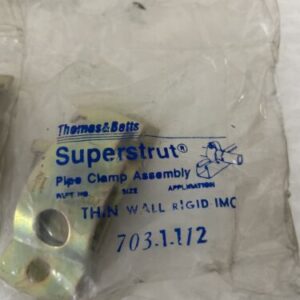 Thomas&Betts
Superstrut®
Pipe Clamp Assembly
PART NO. SIZE APPLICATION
THIN WALL RIGID IMC
703-1-1/2